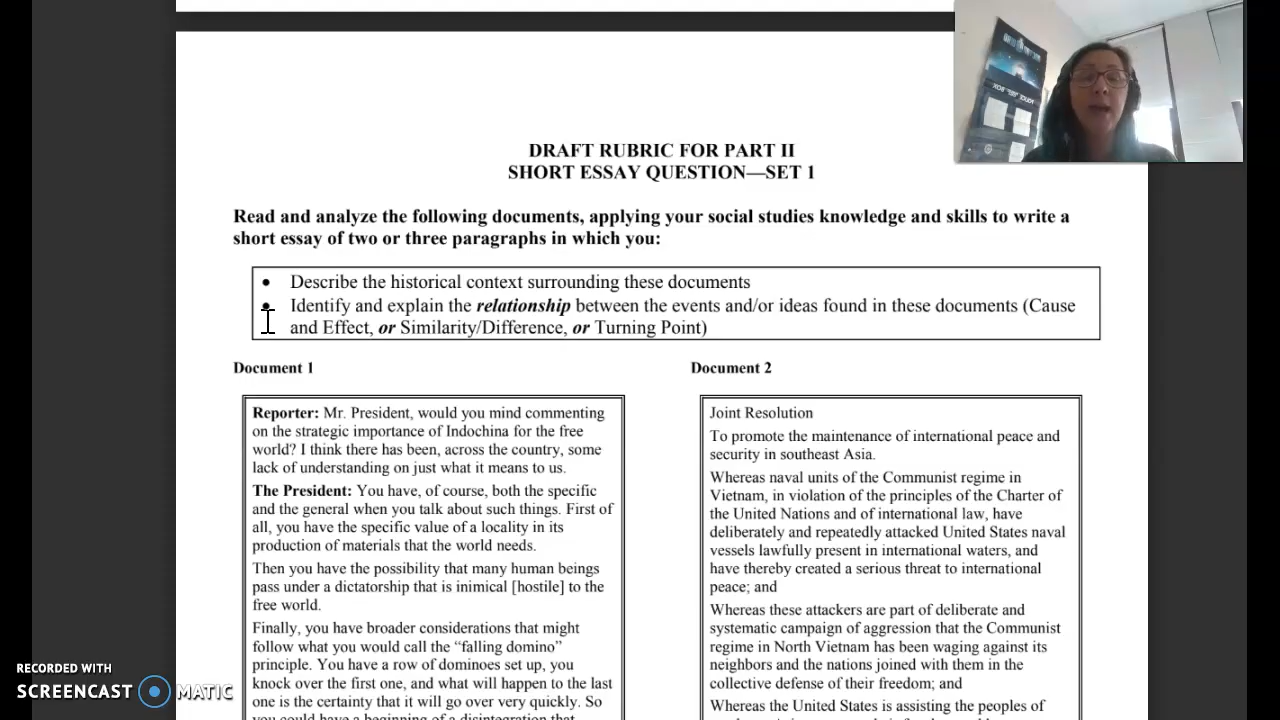 DRAFT RUBRIC FOR PART II
SHORT ESSAY QUESTION—SET 1
Read and analyze the following documents, applying your social studies knowledge and skills to write a
short essay of two or three paragraphs in which you:
• Describe the historical context surrounding these documents
• Identify and explain the relationship between the events and/or ideas found in these documents (Cause
and Effect, or Similarity/Difference, or Turning Point)
Document 1
Reporter: Mr. President, would you mind commenting
on the strategic importance of Indochina for the free
world? I think there has been, across the country, some
lack of understanding on just what it means to us.
The President: You have, of course, both the specific
and the general when you talk about such things. First of
all, you have the specific value of a locality in its
production of materials that the world needs.
Then you have the possibility that many human beings
pass under a dictatorship that is inimical [hostile] to the
free world.
Finally, you have broader considerations that might
follow what you would call the “falling domino”
principle. You have a row of dominoes set up, you
knock over the first one, and what will happen to the last
one is the certainty that it will go over very quickly. So
you could have a beginning of a disintegration that
Document 2
Joint Resolution
To promote the maintenance of international peace and
security in southeast Asia.
Whereas naval units of the Communist regime in
Vietnam, in violation of the principles of the Charter of
the United Nations and of international law, have
deliberately and repeatedly attacked United States naval
vessels lawfully present in international waters, and
have thereby created a serious threat to international
peace; and
Whereas these attackers are part of deliberate and
systematic campaign of aggression that the Communist
regime in North Vietnam has been waging against its
neighbors and the nations joined with them in the
collective defense of their freedom; and
Whereas the United States is assisting the peoples of
RECORDED WITH
SCREENCAST MATIC